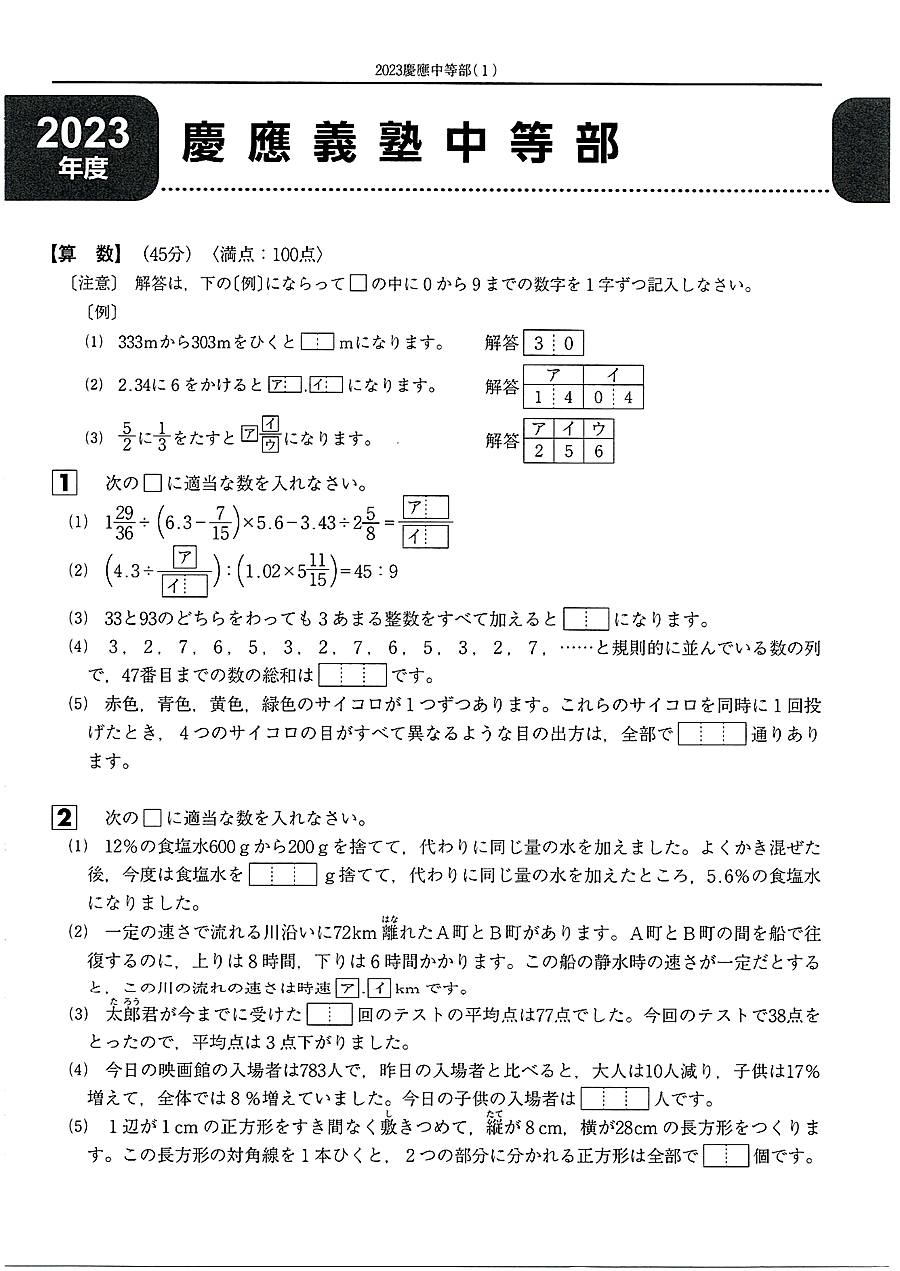 2023慶應中等部(1)
2023
年度
慶應義塾中等部
【算 数】 (45分) 〈満点：100点〉
〔注意〕 解答は，下の〔例〕にならって□の中に0から9までの数字を1字ずつ記入しなさい。
〔例〕
(1) 333mから303mをひくと□mになります。 解答 3 0
(2) 2.34に6をかけるとア.イになります。 解答 ア イ 1 4 0 4
(3) 5/2に1/3をたすとア イ/ウになります。 解答 ア イ ウ 2 5 6
1 次の□に適当な数を入れなさい。
(1) 1 29/36÷(6.3－7/15)×5.6－3.43÷2 5/8＝ア/イ
(2) (4.3÷ア/イ)：(1.02×5 11/15)＝45：9
(3) 33と93のどちらをわっても3あまる整数をすべて加えると□になります。
(4) 3，2，7，6，5，3，2，7，6，5，3，2，7，……と規則的に並んでいる数の列
で，47番目までの数の総和は□です。
(5) 赤色，青色，黄色，緑色のサイコロが1つずつあります。これらのサイコロを同時に1回投
げたとき，4つのサイコロの目がすべて異なるような目の出方は，全部で□通りあり
ます。
2 次の□に適当な数を入れなさい。
(1) 12％の食塩水600gから200gを捨てて，代わりに同じ量の水を加えました。よくかき混ぜた
後，今度は食塩水を□g捨てて，代わりに同じ量の水を加えたところ，5.6％の食塩水
になりました。
はな
(2) 一定の速さで流れる川沿いに72km離れたA町とB町があります。A町とB町の間を船で往
復するのに，上りは8時間，下りは6時間かかります。この船の静水時の速さが一定だとする
と，この川の流れの速さは時速ア.イkmです。
たろう
(3) 太郎君が今までに受けた□回のテストの平均点は77点でした。今回のテストで38点を
とったので，平均点は3点下がりました。
(4) 今日の映画館の入場者は783人で，昨日の入場者と比べると，大人は10人減り，子供は17％
増えて，全体では8％増えていました。今日の子供の入場者は□人です。
し たて
(5) 1辺が1cmの正方形をすき間なく敷きつめて，縦が8cm，横が28cmの長方形をつくりま
す。この長方形の対角線を1本ひくと，2つの部分に分かれる正方形は全部で□個です。